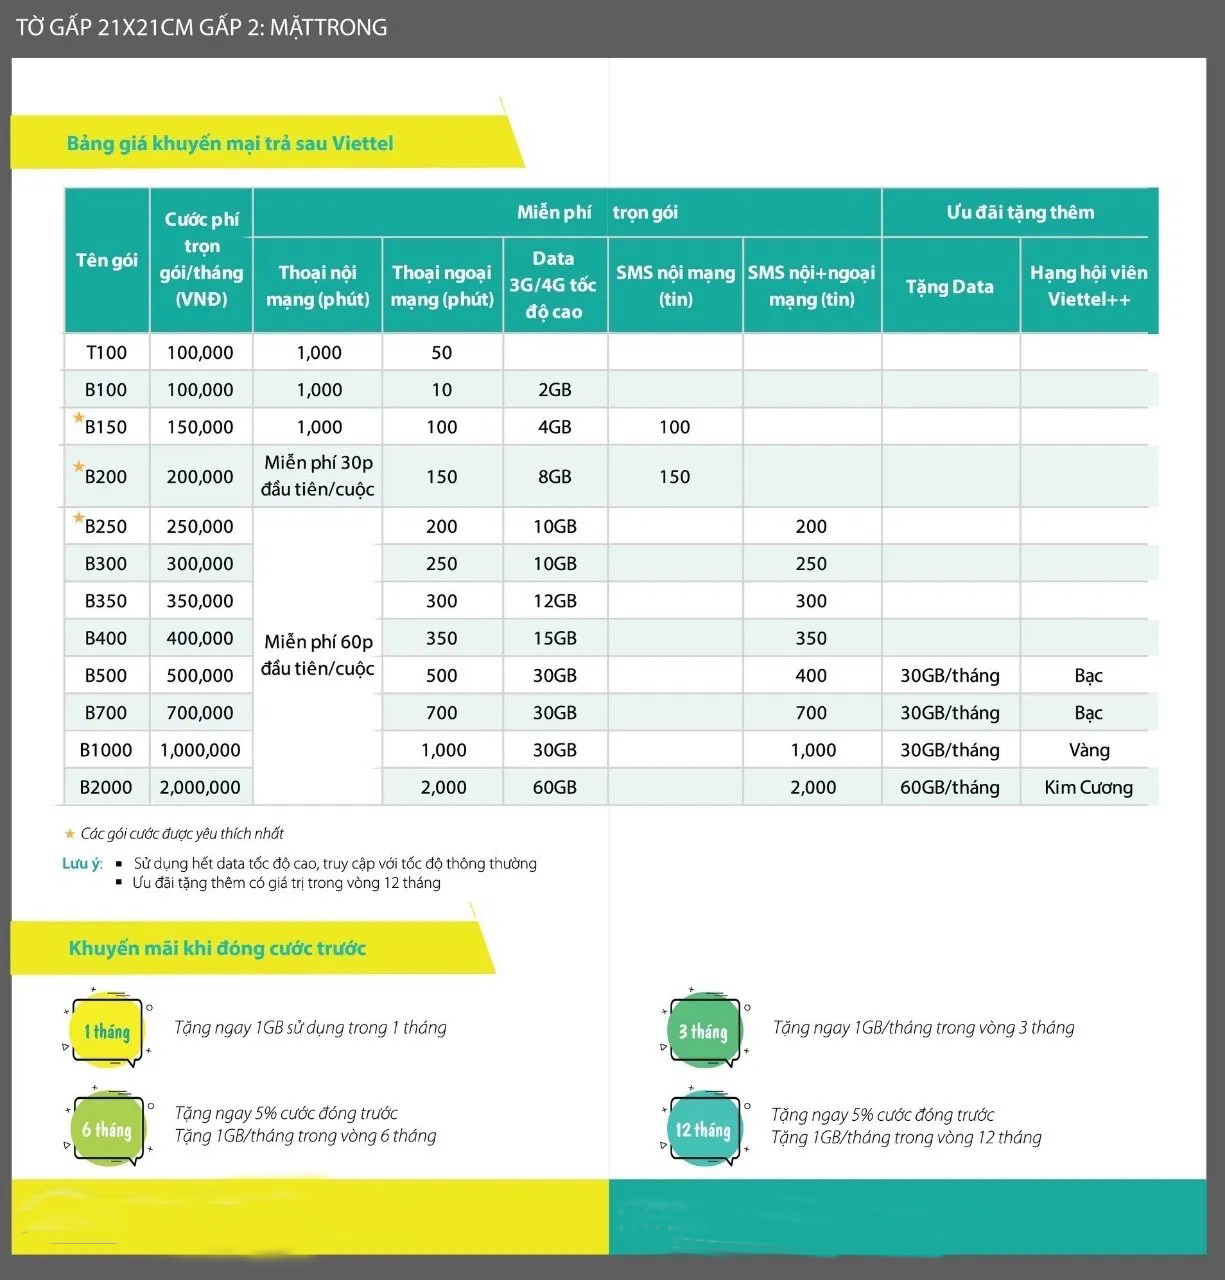 TỜ GẤP 21X21CM GẤP 2: MẶTTRONG
Bảng giá khuyến mại trả sau Viettel
Tên gói
Cước phí
trọn
gói/tháng
(VNĐ)
Miễn phí trọn gói
Ưu đãi tặng thêm
Thoại nội
mạng (phút)
Thoại ngoại
mạng (phút)
Data
3G/4G tốc
độ cao
SMS nội mạng
(tin)
SMS nội+ngoại
mạng (tin)
Tặng Data
Hạng hội viên
Viettel++
T100 100,000 1,000 50
B100 100,000 1,000 10 2GB
★B150 150,000 1,000 100 4GB 100
★B200 200,000 Miễn phí 30p
đầu tiên/cuộc 150 8GB 150
★B250 250,000 200 10GB 200
B300 300,000 250 10GB 250
B350 350,000 300 12GB 300
B400 400,000 350 15GB 350
Miễn phí 60p
đầu tiên/cuộc
B500 500,000 500 30GB 400 30GB/tháng Bạc
B700 700,000 700 30GB 700 30GB/tháng Bạc
B1000 1,000,000 1,000 30GB 1,000 30GB/tháng Vàng
B2000 2,000,000 2,000 60GB 2,000 60GB/tháng Kim Cương
★ Các gói cước được yêu thích nhất
Lưu ý: ▪ Sử dụng hết data tốc độ cao, truy cập với tốc độ thông thường
▪ Ưu đãi tặng thêm có giá trị trong vòng 12 tháng
Khuyến mãi khi đóng cước trước
1 tháng
Tặng ngay 1GB sử dụng trong 1 tháng
3 tháng
Tặng ngay 1GB/tháng trong vòng 3 tháng
6 tháng
Tặng ngay 5% cước đóng trước
Tặng 1GB/tháng trong vòng 6 tháng
12 tháng
Tặng ngay 5% cước đóng trước
Tặng 1GB/tháng trong vòng 12 tháng